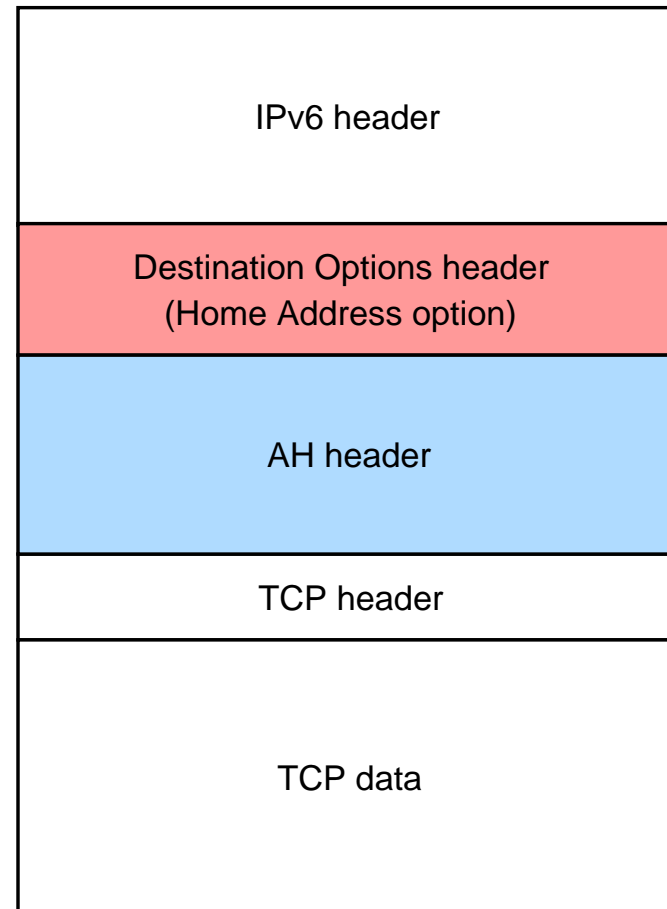 IPv6 header
Destination Options header
(Home Address option)
AH header
TCP header
TCP data